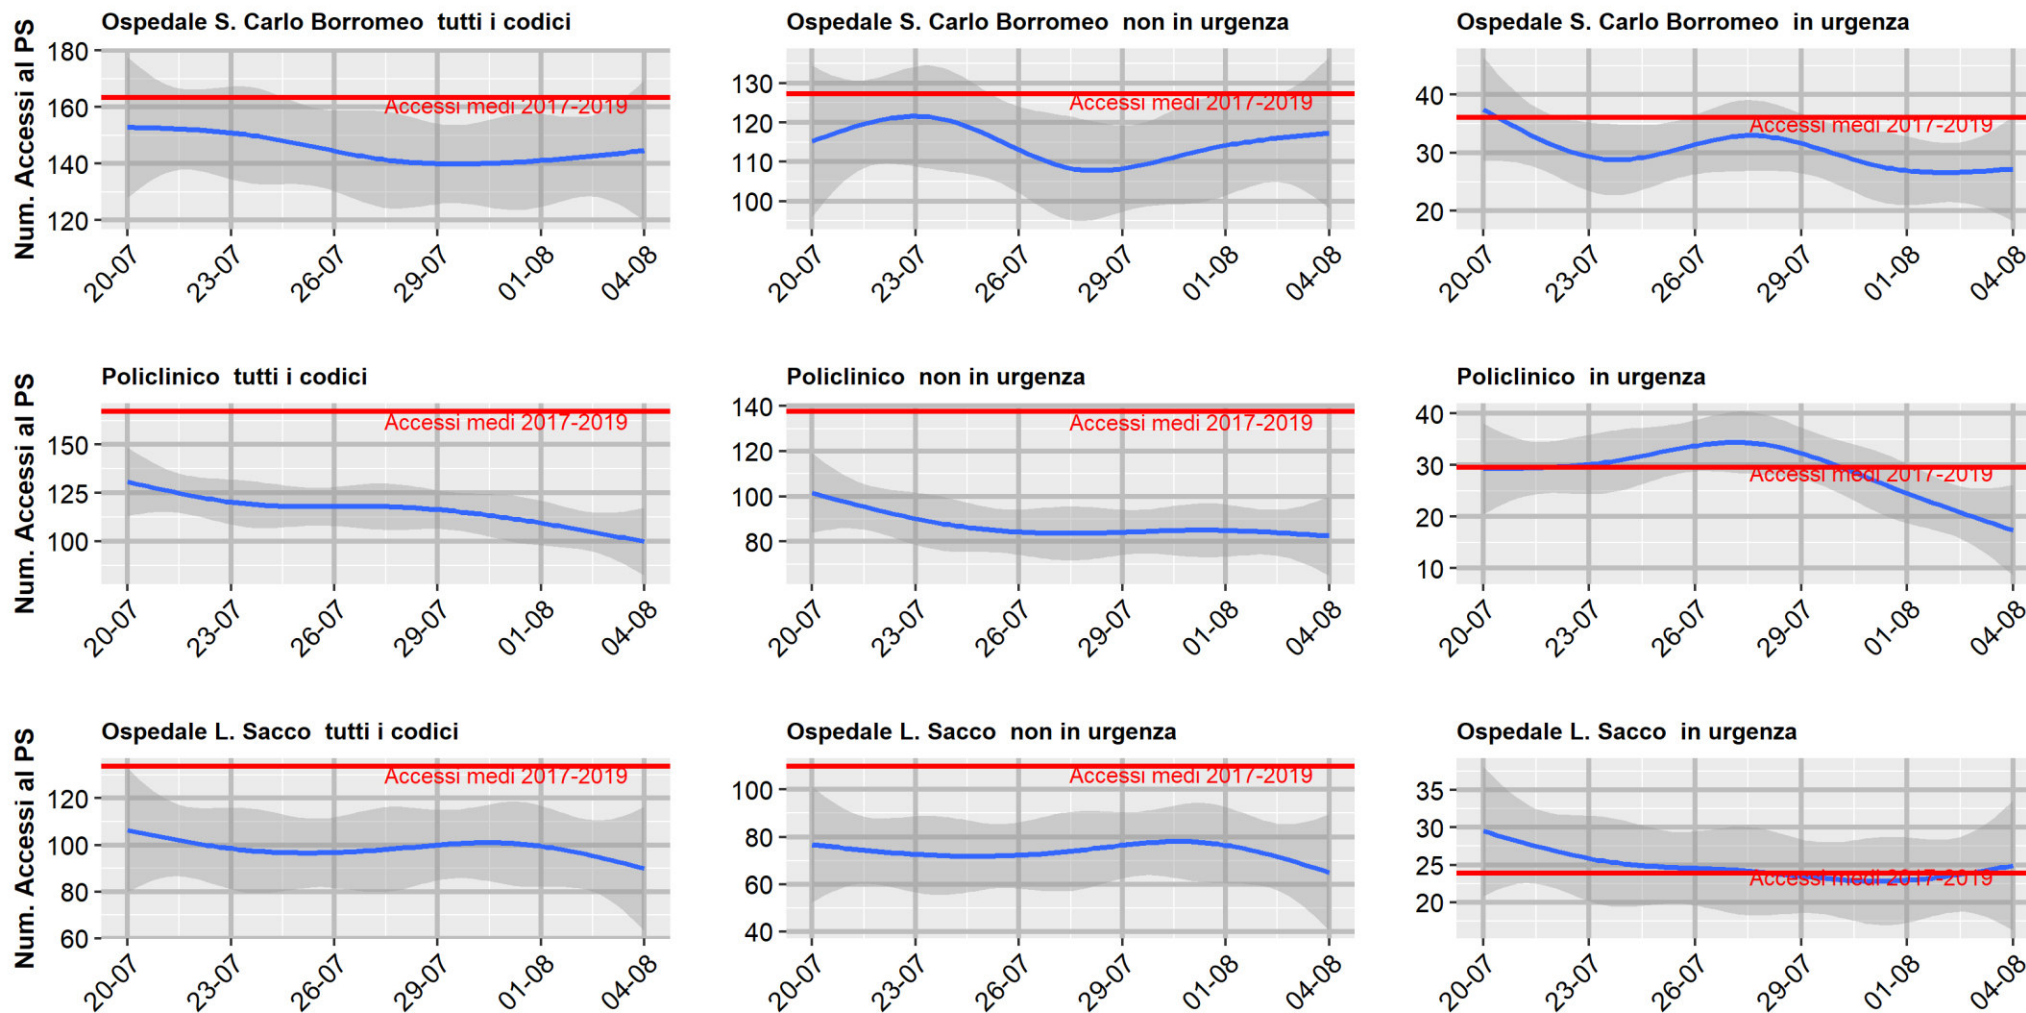 Ospedale S. Carlo Borromeo  tutti i codici
Num. Accessi al PS
180
160
140
120
Accessi medi 2017-2019
20-07 23-07 26-07 29-07 01-08 04-08
Ospedale S. Carlo Borromeo  non in urgenza
130
120
110
100
Accessi medi 2017-2019
20-07 23-07 26-07 29-07 01-08 04-08
Ospedale S. Carlo Borromeo  in urgenza
40
30
20
Accessi medi 2017-2019
20-07 23-07 26-07 29-07 01-08 04-08
Policlinico  tutti i codici
Num. Accessi al PS
150
125
100
Accessi medi 2017-2019
20-07 23-07 26-07 29-07 01-08 04-08
Policlinico  non in urgenza
140
120
100
80
Accessi medi 2017-2019
20-07 23-07 26-07 29-07 01-08 04-08
Policlinico  in urgenza
40
30
20
10
Accessi medi 2017-2019
20-07 23-07 26-07 29-07 01-08 04-08
Ospedale L. Sacco  tutti i codici
Num. Accessi al PS
120
100
80
60
Accessi medi 2017-2019
20-07 23-07 26-07 29-07 01-08 04-08
Ospedale L. Sacco  non in urgenza
100
80
60
40
Accessi medi 2017-2019
20-07 23-07 26-07 29-07 01-08 04-08
Ospedale L. Sacco  in urgenza
35
30
25
20
Accessi medi 2017-2019
20-07 23-07 26-07 29-07 01-08 04-08